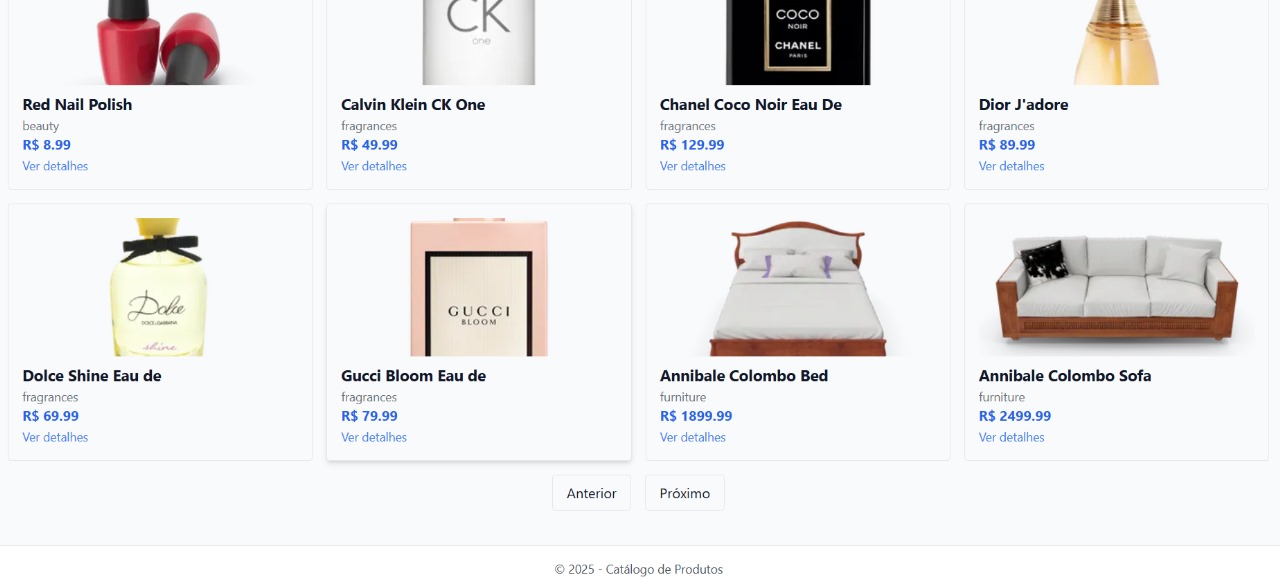 CK
one
COCO
NOIR
CHANEL
PARIS
Red Nail Polish
beauty
R$ 8.99
Ver detalhes
Calvin Klein CK One
fragrances
R$ 49.99
Ver detalhes
Chanel Coco Noir Eau De
fragrances
R$ 129.99
Ver detalhes
Dior J'adore
fragrances
R$ 89.99
Ver detalhes
Dolce
DOLCE & GABBANA
shine
GUCCI
BLOOM
Dolce Shine Eau de
fragrances
R$ 69.99
Ver detalhes
Gucci Bloom Eau de
fragrances
R$ 79.99
Ver detalhes
Annibale Colombo Bed
furniture
R$ 1899.99
Ver detalhes
Annibale Colombo Sofa
furniture
R$ 2499.99
Ver detalhes
Anterior
Próximo
© 2025 - Catálogo de Produtos